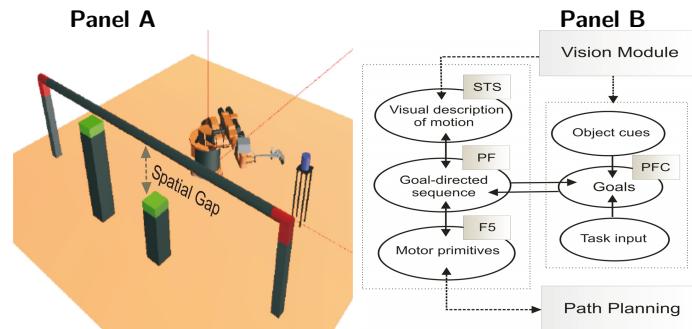 Panel A
Spatial Gap
Panel B
Vision Module
STS
Visual description
of motion
Object cues
PF
Goal-directed
sequence
PFC
Goals
F5
Motor primitives
Task input
Path Planning